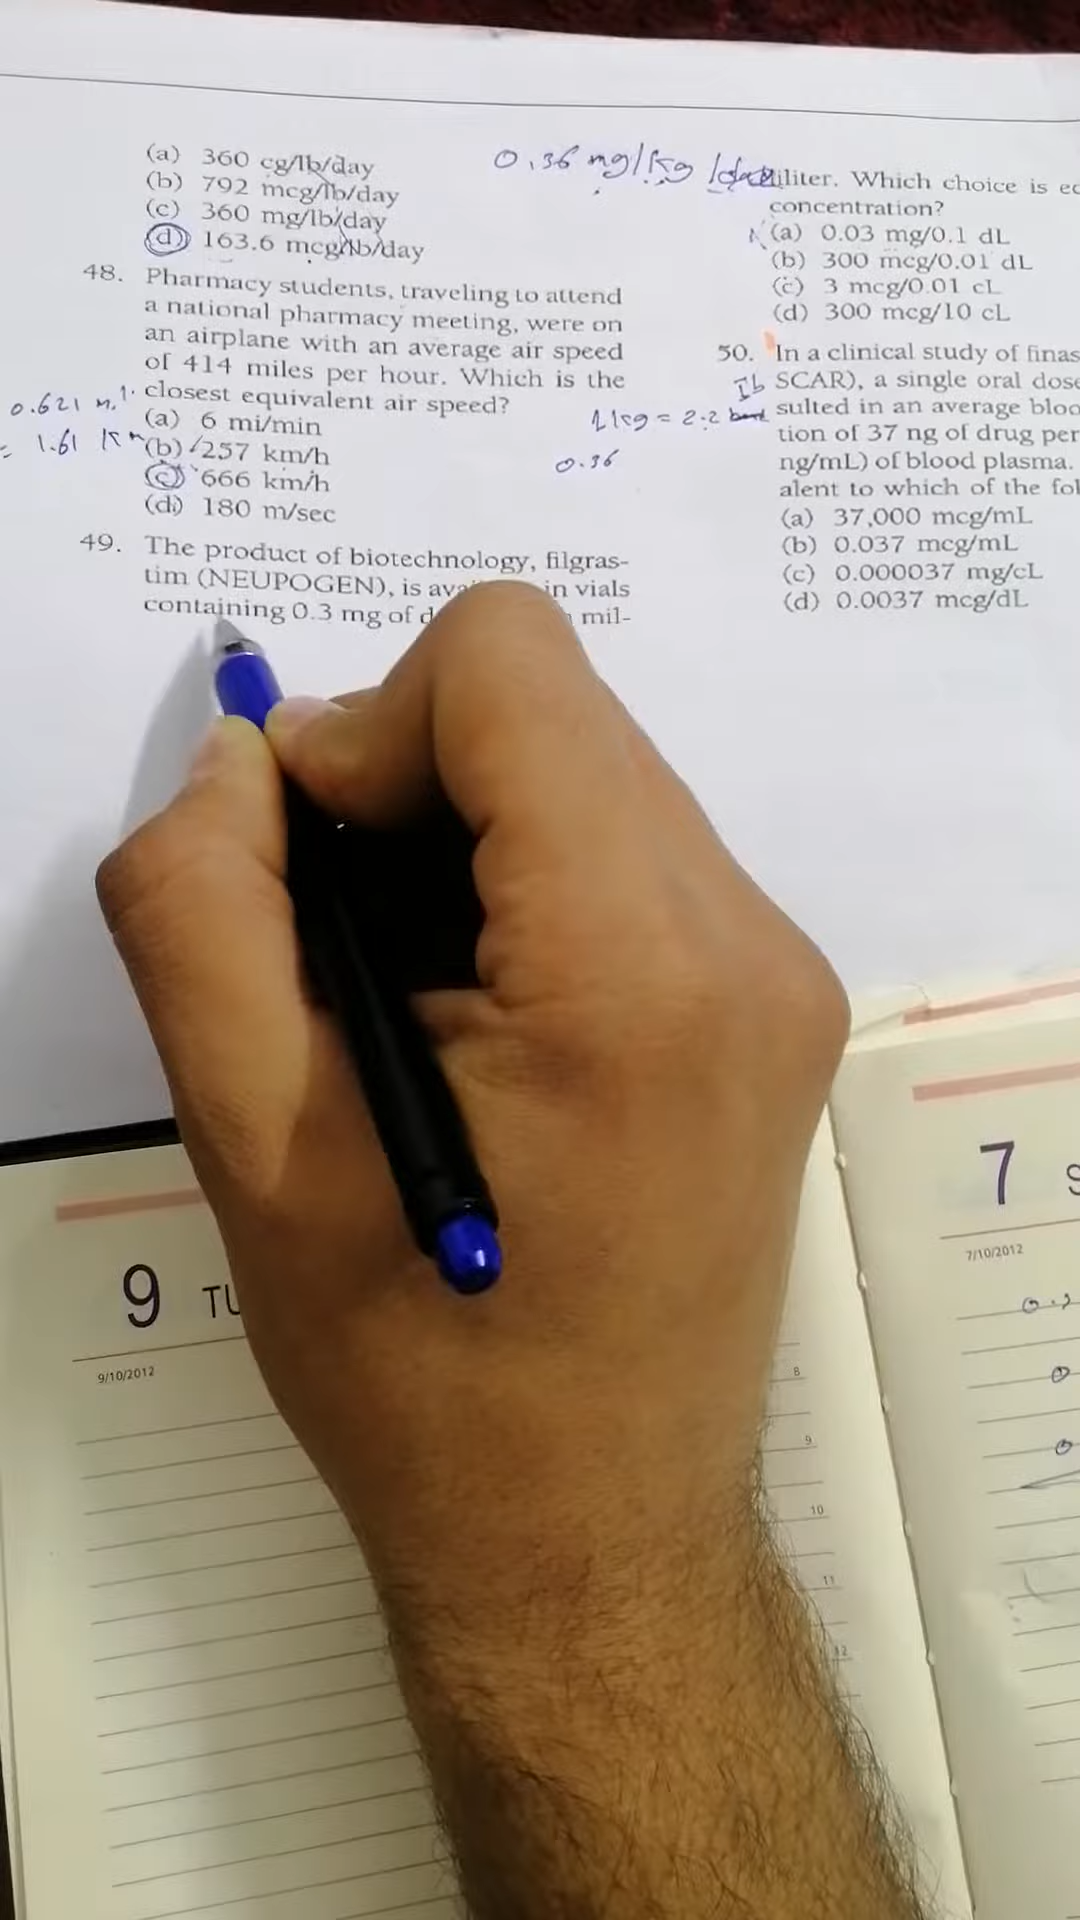 (a) 360 cg/lb/day
(b) 792 mcg/lb/day
(c) 360 mg/lb/day
(d) 163.6 mcg/lb/day
48. Pharmacy students, traveling to attend
a national pharmacy meeting, were on
an airplane with an average air speed
of 414 miles per hour. Which is the
closest equivalent air speed?
(a) 6 mi/min
(b) 257 km/h
(c) 666 km/h
(d) 180 m/sec
0.621 mi
= 1.61 Km
49. The product of biotechnology, filgras-
tim (NEUPOGEN), is in vials
containing 0.3 mg of mil-
0.36 mg/kg/
liliter. Which choice is
concentration?
(a) 0.03 mg/0.1 dL
(b) 300 mcg/0.01 dL
(c) 3 mcg/0.01 cL
(d) 300 mcg/10 cL
50. In a clinical study of
SCAR), a single oral dose
sulted in an average
tion of 37 ng of drug per
ng/mL) of blood plasma.
alent to which of the
(a) 37,000 mcg/mL
(b) 0.037 mcg/mL
(c) 0.000037 mg/cL
(d) 0.0037 mcg/dL
1 kg = 2.2 Ib
0.36
9 TU
9/10/2012
8
9
10
11
12
7 S
7/10/2012